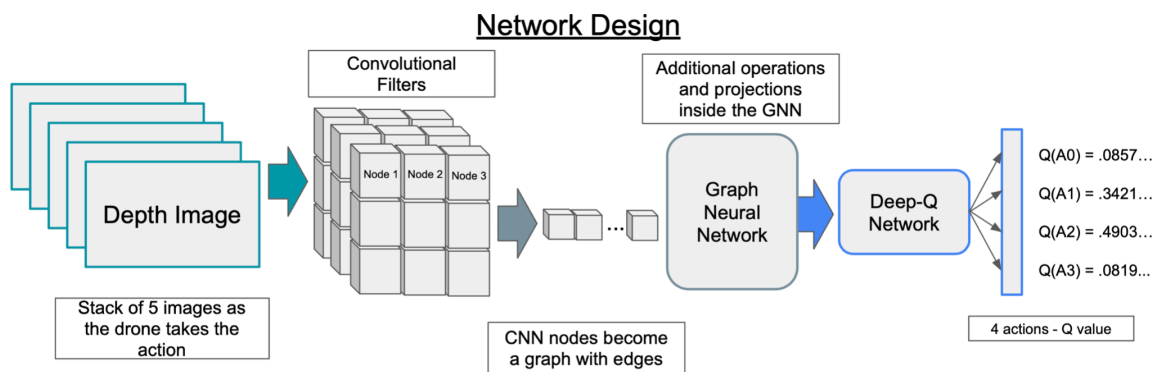 Network Design
Convolutional
Filters
Additional operations
and projections
inside the GNN
Depth Image
Node 1
Node 2
Node 3
...
Graph
Neural
Network
Deep-Q
Network
Q(A0) = .0857...
Q(A1) = .3421...
Q(A2) = .4903...
Q(A3) = .0819...
Stack of 5 images as
the drone takes the
action
CNN nodes become
a graph with edges
4 actions - Q value